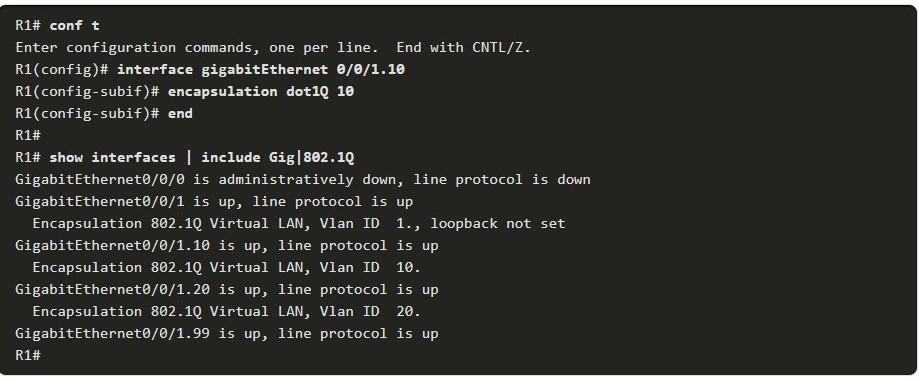 R1# conf t
Enter configuration commands, one per line.  End with CNTL/Z.
R1(config)# interface gigabitEthernet 0/0/1.10
R1(config-subif)# encapsulation dot1Q 10
R1(config-subif)# end
R1#
R1# show interfaces | include Gig|802.1Q
GigabitEthernet0/0/0 is administratively down, line protocol is down
GigabitEthernet0/0/1 is up, line protocol is up
  Encapsulation 802.1Q Virtual LAN, Vlan ID  1., loopback not set
GigabitEthernet0/0/1.10 is up, line protocol is up
  Encapsulation 802.1Q Virtual LAN, Vlan ID  10.
GigabitEthernet0/0/1.20 is up, line protocol is up
  Encapsulation 802.1Q Virtual LAN, Vlan ID  20.
GigabitEthernet0/0/1.99 is up, line protocol is up
R1#